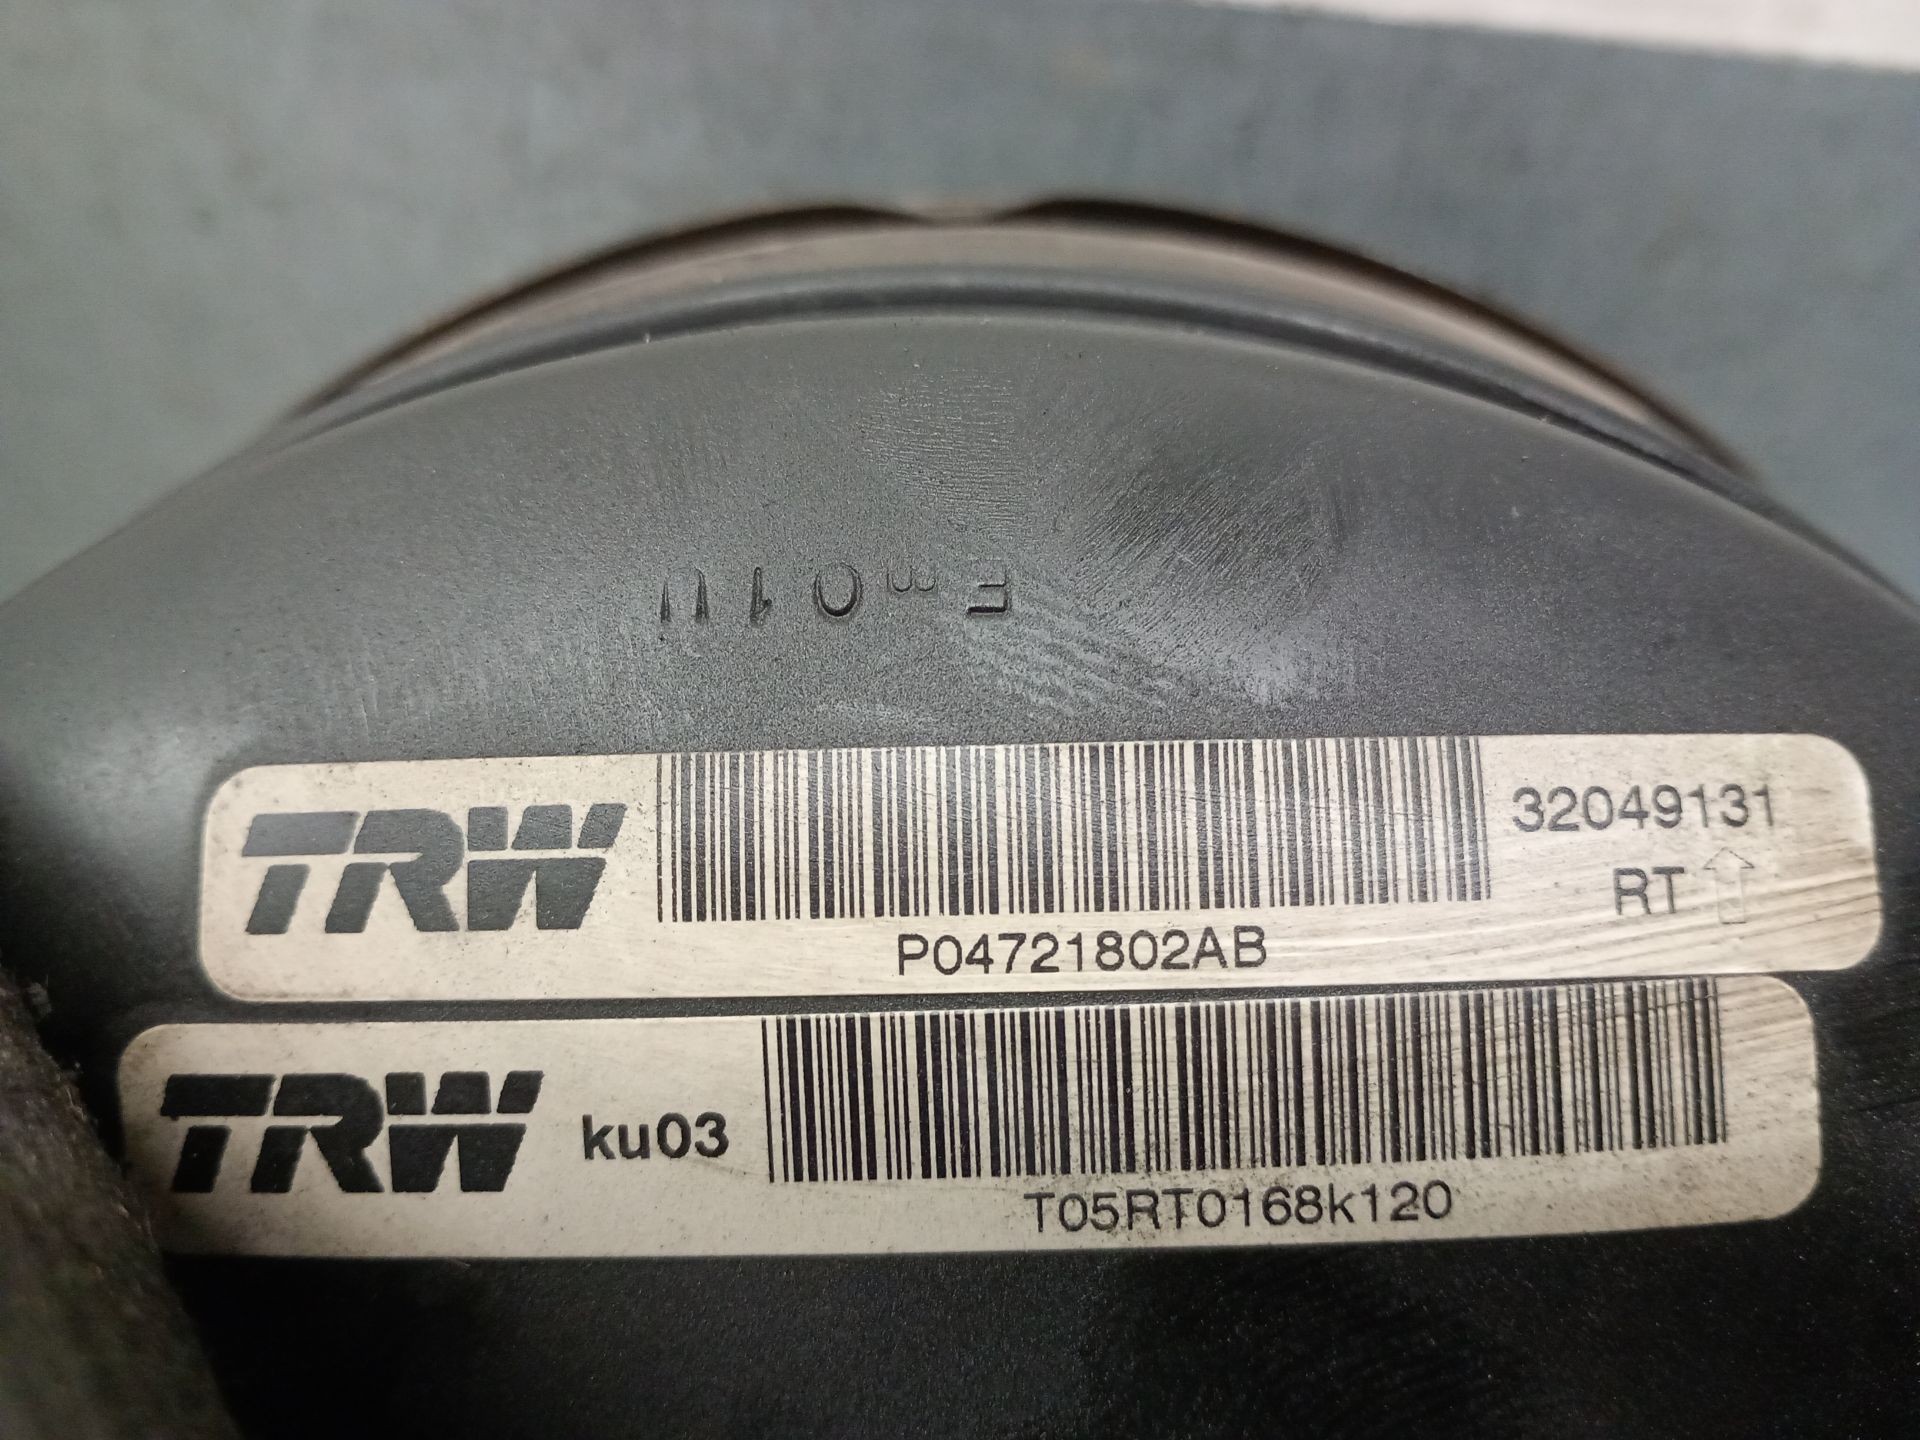 TRW
32049131
RT
P04721802AB
TRW ku03
T05RT0168k120